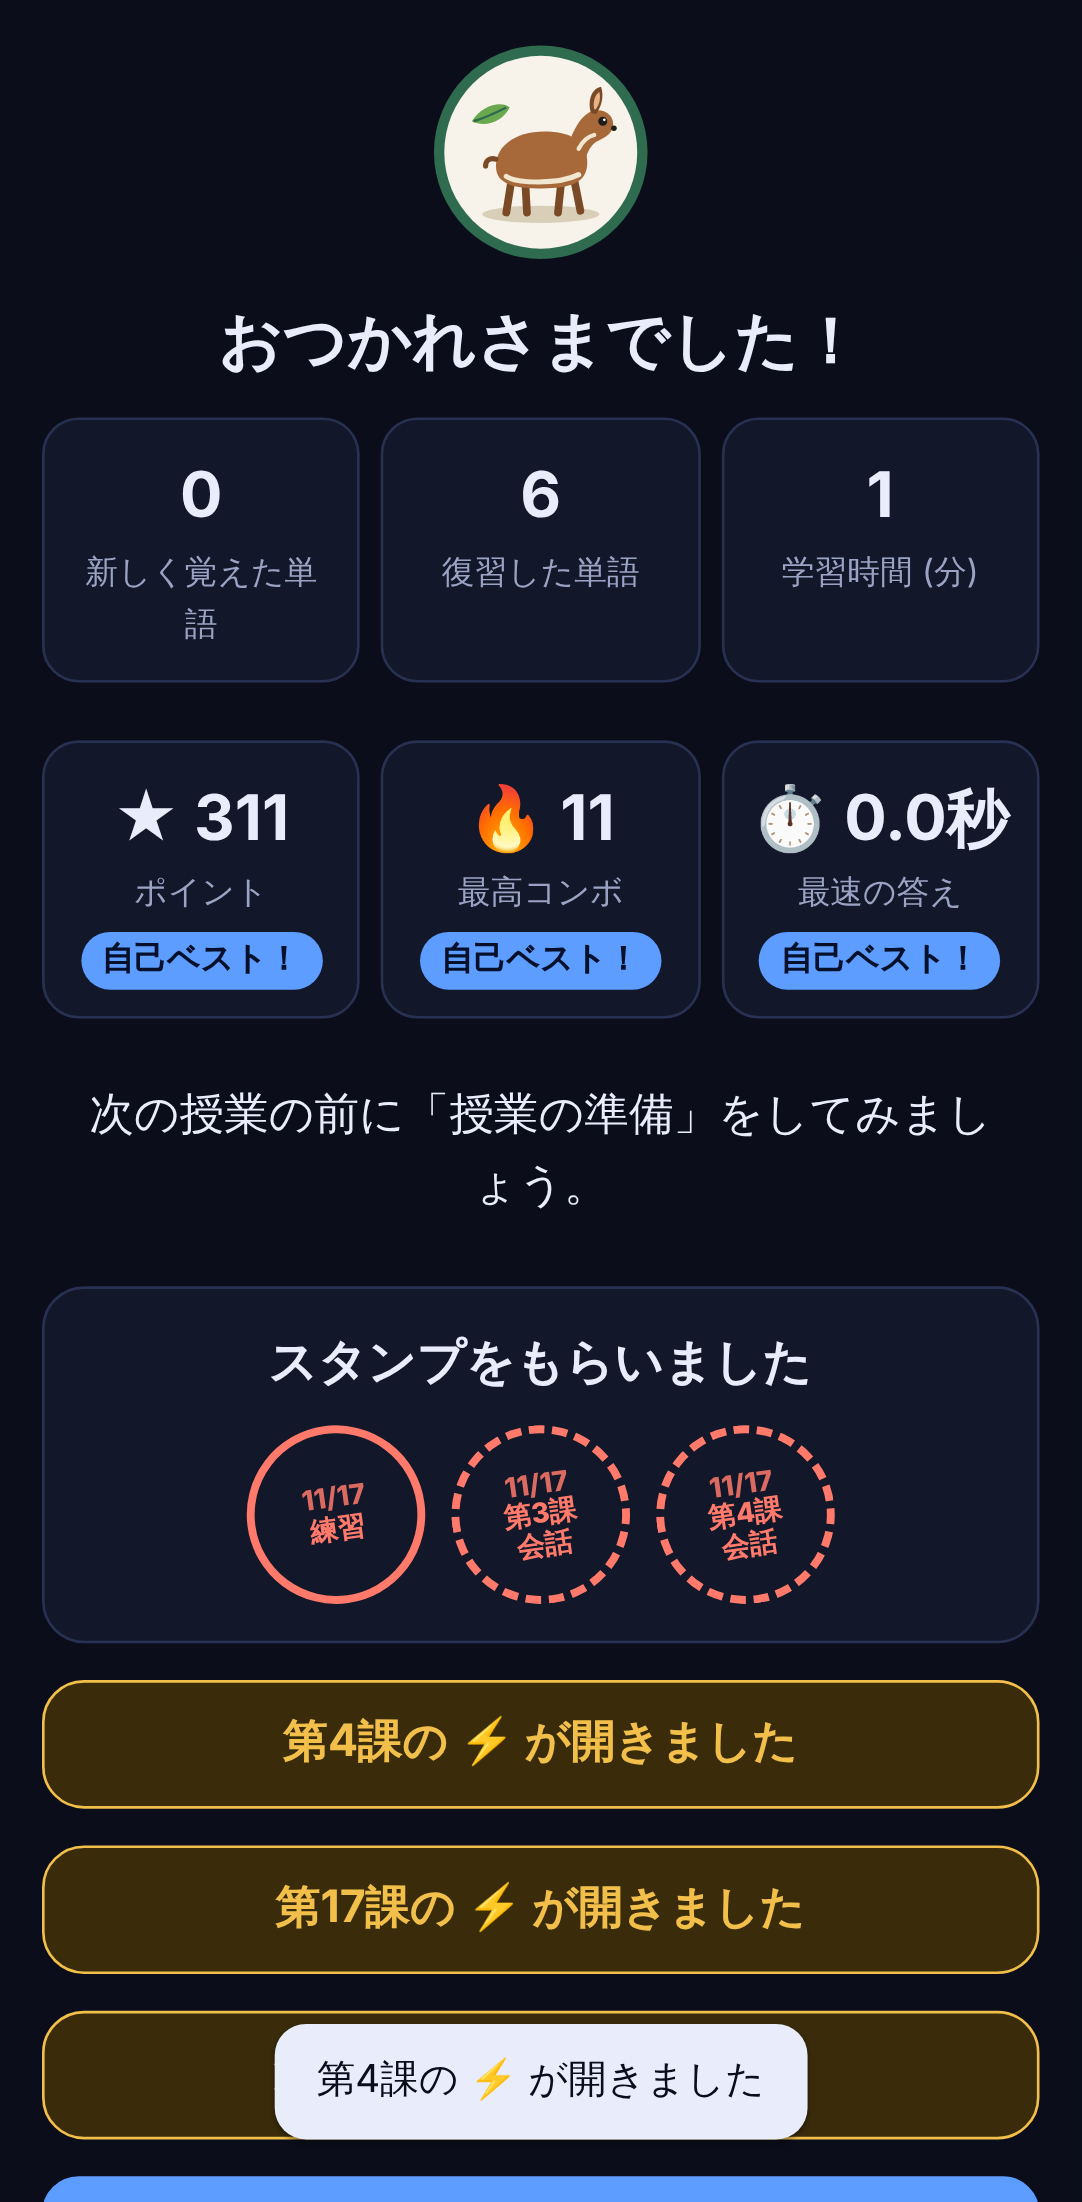 おつかれさまでした！
0
新しく覚えた単
語
6
復習した単語
1
学習時間 (分)
★ 311
ポイント
自己ベスト！
🔥 11
最高コンボ
自己ベスト！
⏱️ 0.0秒
最速の答え
自己ベスト！
次の授業の前に「授業の準備」をしてみまし
ょう。
スタンプをもらいました
11/17
練習
11/17
第3課
会話
11/17
第4課
会話
第4課の ⚡ が開きました
第17課の ⚡ が開きました
第4課の ⚡ が開きました